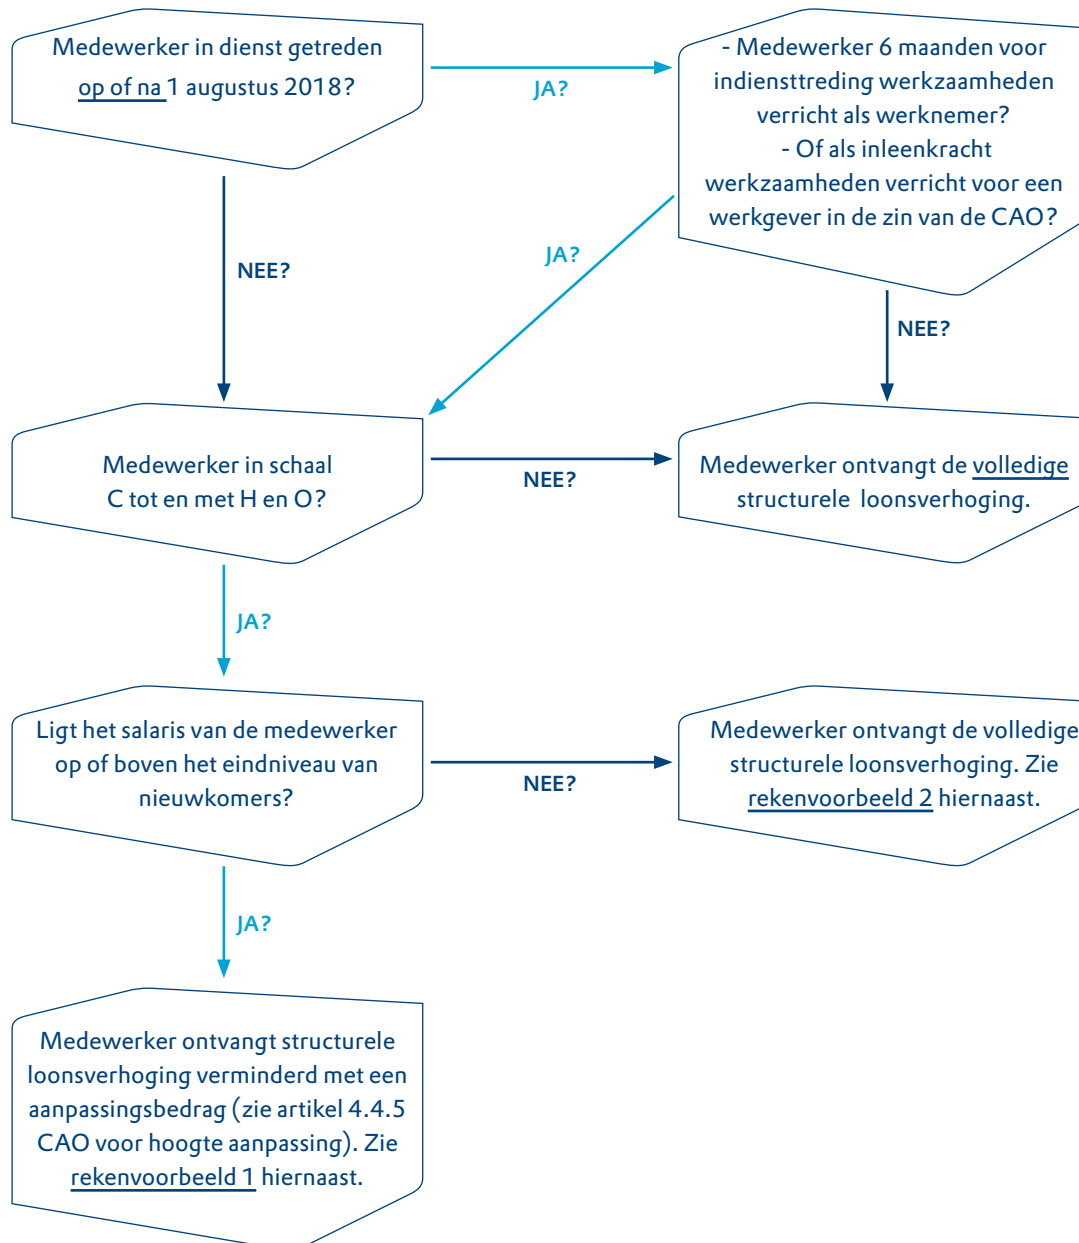 Medewerker in dienst getreden
op of na 1 augustus 2018?
JA?
- Medewerker 6 maanden voor
indiensttreding werkzaamheden
verricht als werknemer?
- Of als inleenkracht
werkzaamheden verricht voor een
werkgever in de zin van de CAO?
JA?
NEE?
NEE?
Medewerker in schaal
C tot en met H en O?
NEE?
Medewerker ontvangt de volledige
structurele loonsverhoging.
JA?
Ligt het salaris van de medewerker
op of boven het eindniveau van
nieuwkomers?
NEE?
Medewerker ontvangt de volledige
structurele loonsverhoging. Zie
rekenvoorbeeld 2 hiernaast.
JA?
Medewerker ontvangt structurele
loonsverhoging verminderd met een
aanpassingsbedrag (zie artikel 4.4.5
CAO voor hoogte aanpassing). Zie
rekenvoorbeeld 1 hiernaast.